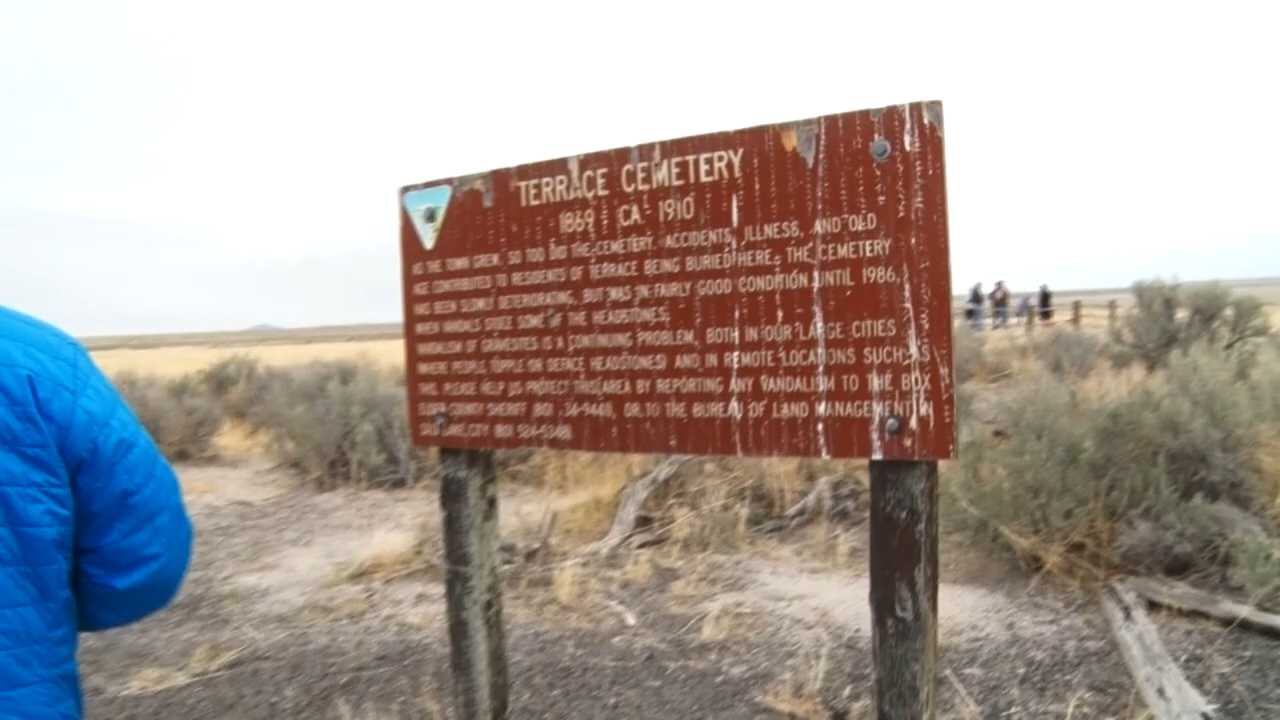 TERRACE CEMETERY
1869 - CA. 1910
AS THE TOWN GREW, SO TOO DID THE CEMETERY. ACCIDENTS, ILLNESS, AND OLD
AGE CONTRIBUTED TO RESIDENTS OF TERRACE BEING BURIED HERE. THE CEMETERY
HAS BEEN SLOWLY DETERIORATING, BUT WAS IN FAIRLY GOOD CONDITION UNTIL 1986,
WHEN VANDALS STOLE SOME OF THE HEADSTONES.
VANDALISM OF GRAVESITES IS A CONTINUING PROBLEM, BOTH IN OUR LARGE CITIES
WHERE PEOPLE TOPPLE OR DEFACE HEADSTONES) AND IN REMOTE LOCATIONS SUCH AS
THIS. PLEASE HELP US PROTECT THIS AREA BY REPORTING ANY VANDALISM TO THE BOX
ELDER COUNTY SHERIFF (801 OR TO THE BUREAU OF LAND MANAGEMENT IN
SALT LAKE CITY (801